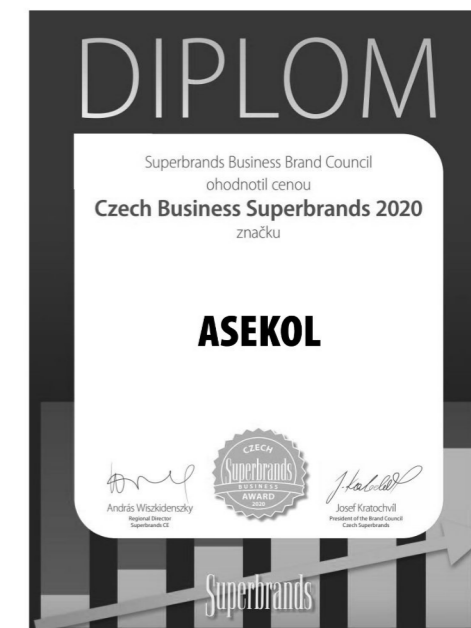 DIPLOM
Superbrands Business Brand Council
ohodnotil cenou
Czech Business Superbrands 2020
značku
ASEKOL
CZECH
Superbrands
BUSINESS
AWARD
2020
András Wiszkidenszky
Regional Director
Superbrands CE
Josef Kratochvíl
President of the Brand Council
Czech Superbrands
Superbrands